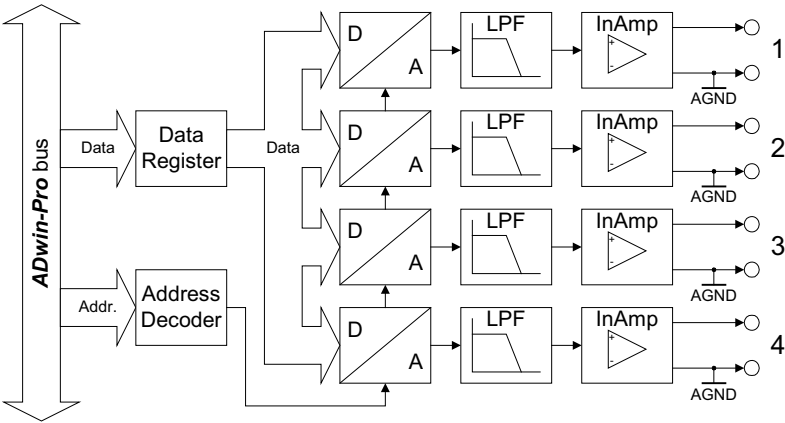 ADwin-Pro bus
Data
Data
Register
Data
Addr.
Address
Decoder
D
A
LPF
InAmp
+
-
AGND
1
D
A
LPF
InAmp
+
-
AGND
2
D
A
LPF
InAmp
+
-
AGND
3
D
A
LPF
InAmp
+
-
AGND
4